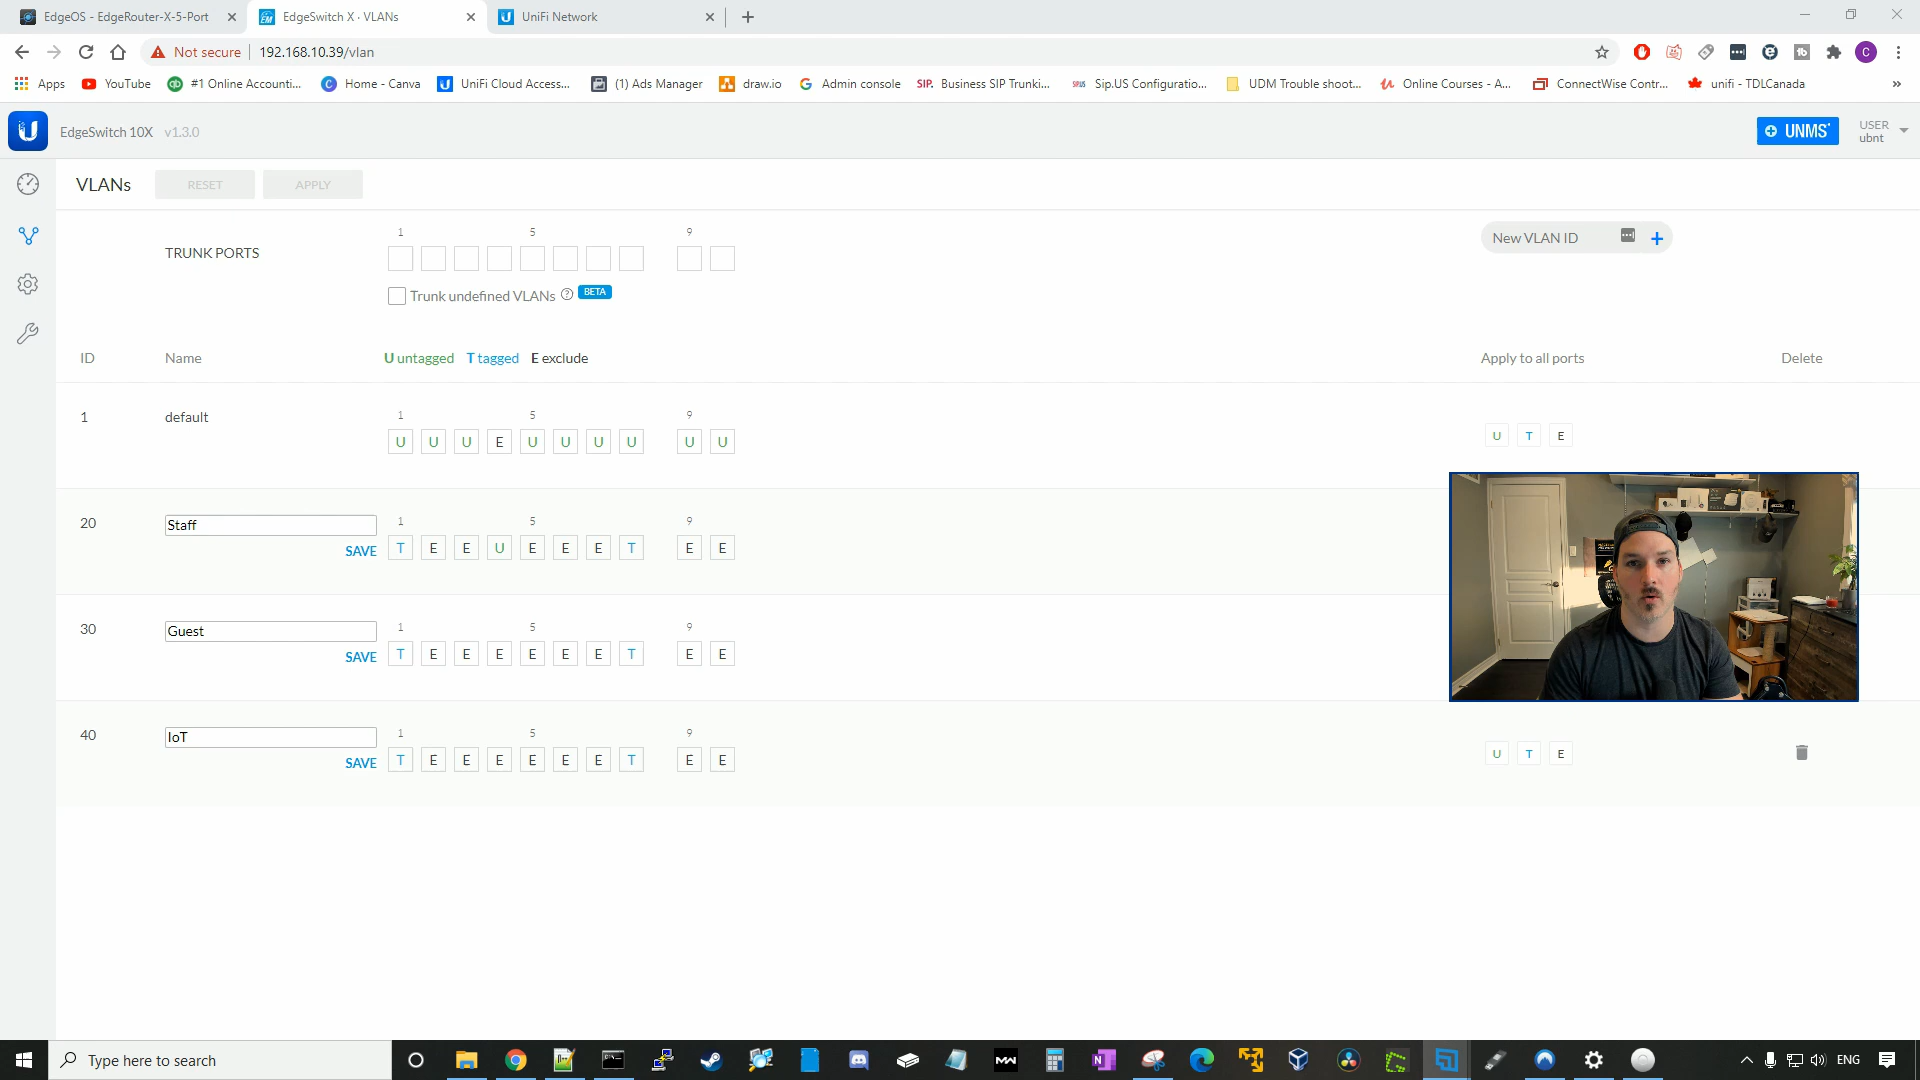 EdgeOS - EdgeRouter-X-5-Port
EdgeSwitch X · VLANs
UniFi Network
Not secure
192.168.10.39/vlan
Apps
YouTube
#1 Online Accounti...
Home - Canva
UniFi Cloud Access...
(1) Ads Manager
draw.io
Admin console
Business SIP Trunki...
Sip.US Configuratio...
UDM Trouble shoot...
Online Courses - A...
ConnectWise Contr...
unifi - TDLCanada
EdgeSwitch 10X v1.3.0
UNMS
USER
ubnt
VLANs
RESET
APPLY
1 5 9
TRUNK PORTS
New VLAN ID
Trunk undefined VLANs
BETA
ID Name U untagged T tagged E exclude Apply to all ports Delete
1 5 9
1 default
U U U E U U U U U U
U T E
1 5 9
20 Staff
SAVE
T E E U E E E T E E
1 5 9
30 Guest
SAVE
T E E E E E E T E E
1 5 9
40 IoT
SAVE
T E E E E E E T E E
U T E
Type here to search
ENG